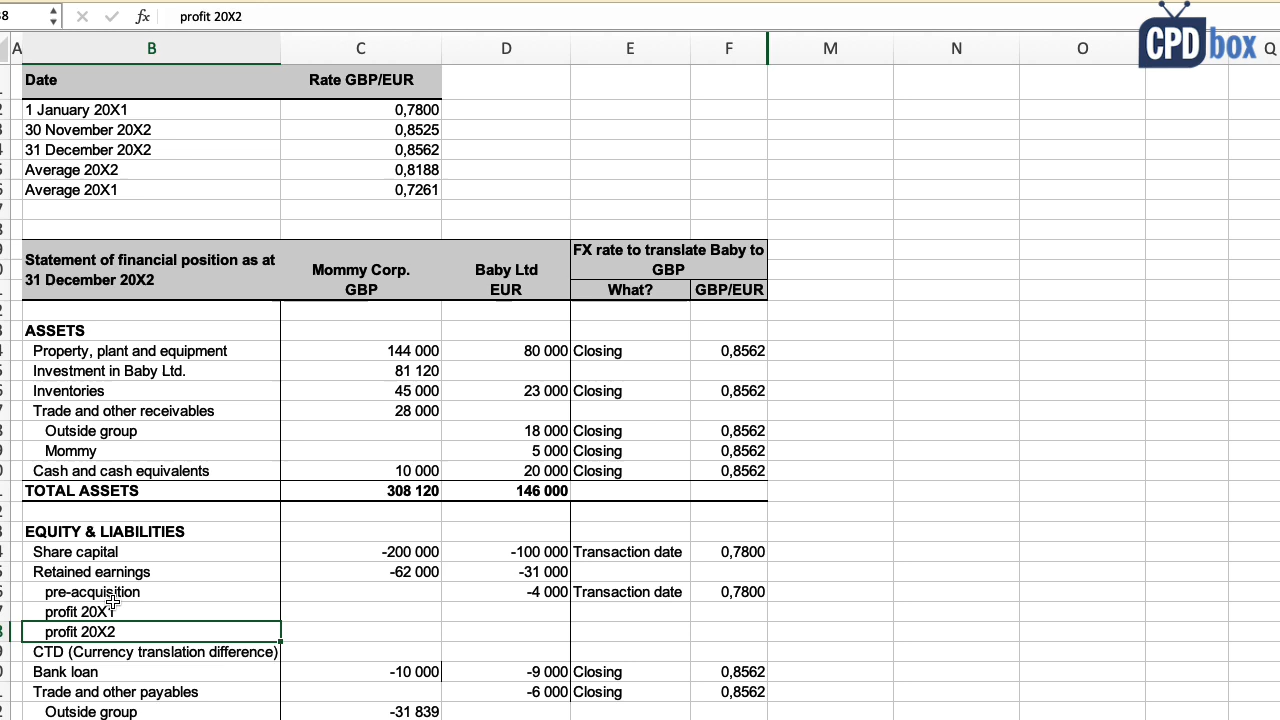 8 profit 20X2
CPDbox
A B C D E F M N O Q
Date Rate GBP/EUR
1 January 20X1 0,7800
30 November 20X2 0,8525
31 December 20X2 0,8562
Average 20X2 0,8188
Average 20X1 0,7261
Statement of financial position as at 31 December 20X2 Mommy Corp. GBP Baby Ltd EUR FX rate to translate Baby to GBP
What? GBP/EUR
ASSETS
Property, plant and equipment 144 000 80 000 Closing 0,8562
Investment in Baby Ltd. 81 120
Inventories 45 000 23 000 Closing 0,8562
Trade and other receivables 28 000
Outside group 18 000 Closing 0,8562
Mommy 5 000 Closing 0,8562
Cash and cash equivalents 10 000 20 000 Closing 0,8562
TOTAL ASSETS 308 120 146 000
EQUITY & LIABILITIES
Share capital -200 000 -100 000 Transaction date 0,7800
Retained earnings -62 000 -31 000
pre-acquisition -4 000 Transaction date 0,7800
profit 20X1
profit 20X2
CTD (Currency translation difference)
Bank loan -10 000 -9 000 Closing 0,8562
Trade and other payables -6 000 Closing 0,8562
Outside group -31 839